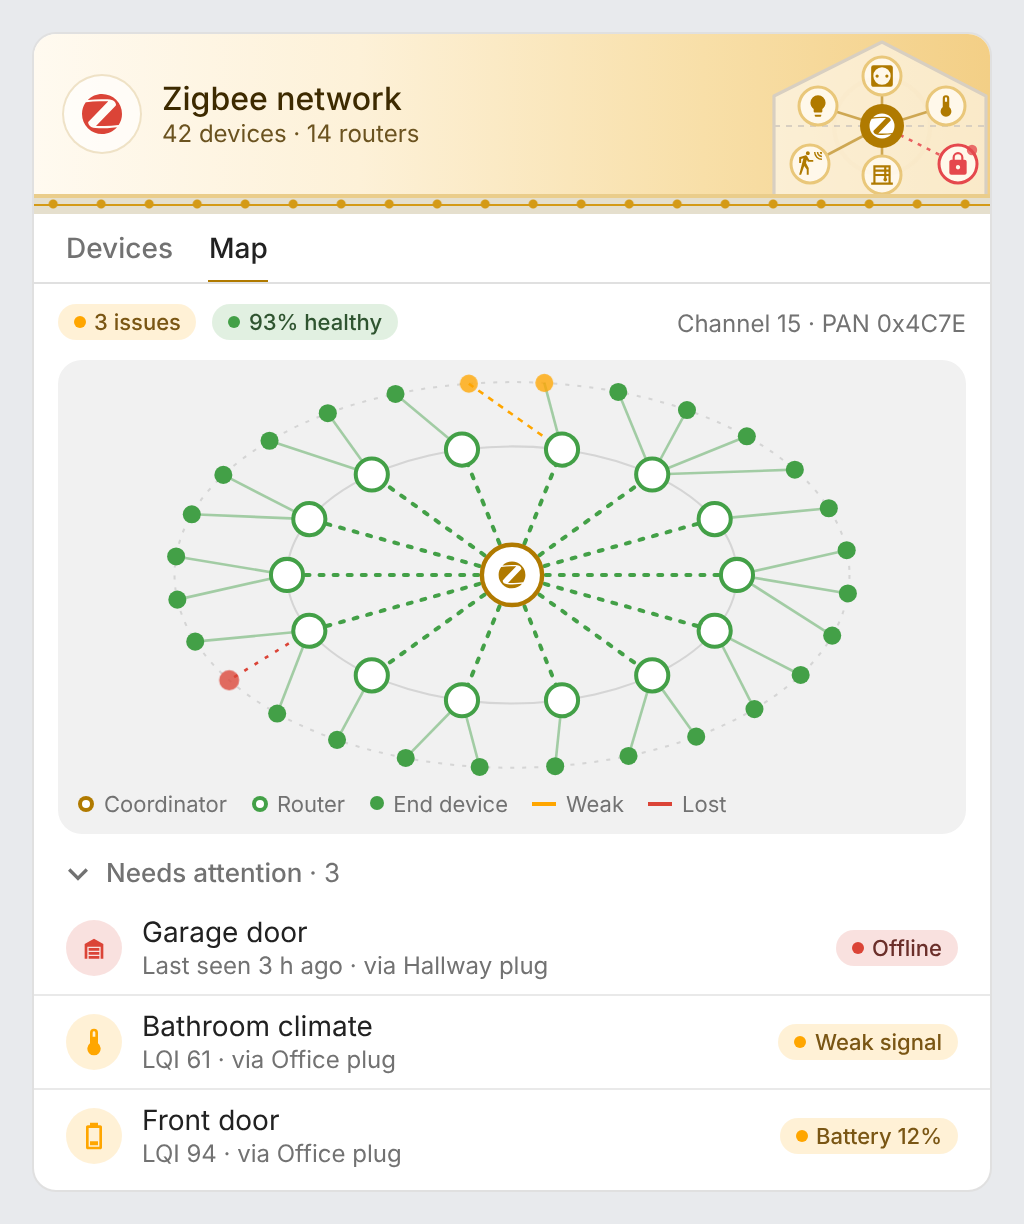 Zigbee network
42 devices · 14 routers
Devices Map
3 issues 93% healthy Channel 15 · PAN 0x4C7E
Coordinator Router End device Weak Lost
Needs attention · 3
Garage door
Last seen 3 h ago · via Hallway plug
Offline
Bathroom climate
LQI 61 · via Office plug
Weak signal
Front door
LQI 94 · via Office plug
Battery 12%